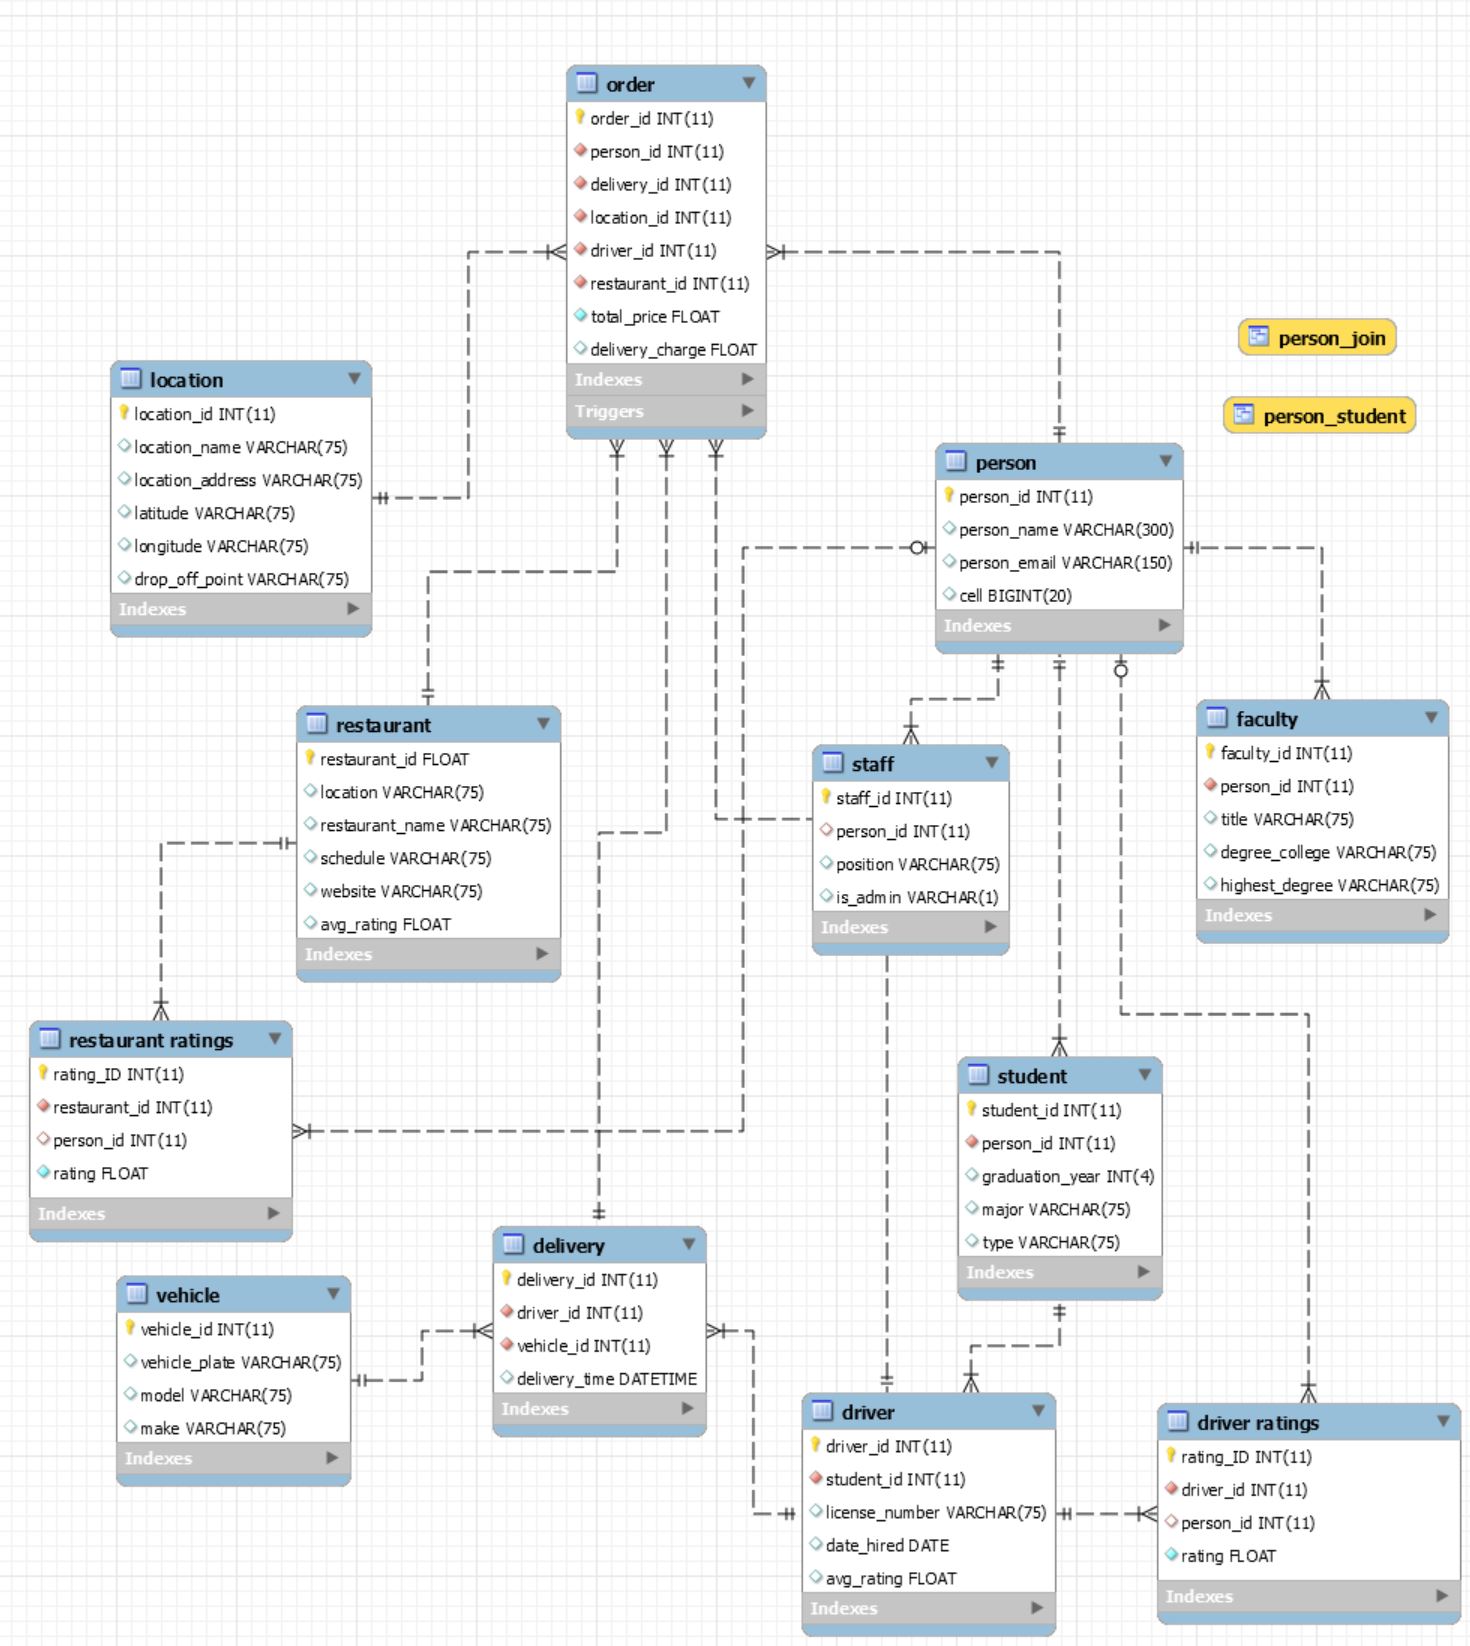 order
order_id INT(11)
person_id INT(11)
delivery_id INT(11)
location_id INT(11)
driver_id INT(11)
restaurant_id INT(11)
total_price FLOAT
delivery_charge FLOAT
Indexes
Triggers
person_join
person_student
location
location_id INT(11)
location_name VARCHAR(75)
location_address VARCHAR(75)
latitude VARCHAR(75)
longitude VARCHAR(75)
drop_off_point VARCHAR(75)
Indexes
person
person_id INT(11)
person_name VARCHAR(300)
person_email VARCHAR(150)
cell BIGINT(20)
Indexes
restaurant
restaurant_id FLOAT
location VARCHAR(75)
restaurant_name VARCHAR(75)
schedule VARCHAR(75)
website VARCHAR(75)
avg_rating FLOAT
Indexes
staff
staff_id INT(11)
person_id INT(11)
position VARCHAR(75)
is_admin VARCHAR(1)
Indexes
faculty
faculty_id INT(11)
person_id INT(11)
title VARCHAR(75)
degree_college VARCHAR(75)
highest_degree VARCHAR(75)
Indexes
restaurant ratings
rating_ID INT(11)
restaurant_id INT(11)
person_id INT(11)
rating FLOAT
Indexes
student
student_id INT(11)
person_id INT(11)
graduation_year INT(4)
major VARCHAR(75)
type VARCHAR(75)
Indexes
delivery
delivery_id INT(11)
driver_id INT(11)
vehicle_id INT(11)
delivery_time DATETIME
Indexes
vehicle
vehicle_id INT(11)
vehicle_plate VARCHAR(75)
model VARCHAR(75)
make VARCHAR(75)
Indexes
driver
driver_id INT(11)
student_id INT(11)
license_number VARCHAR(75)
date_hired DATE
avg_rating FLOAT
Indexes
driver ratings
rating_ID INT(11)
driver_id INT(11)
person_id INT(11)
rating FLOAT
Indexes